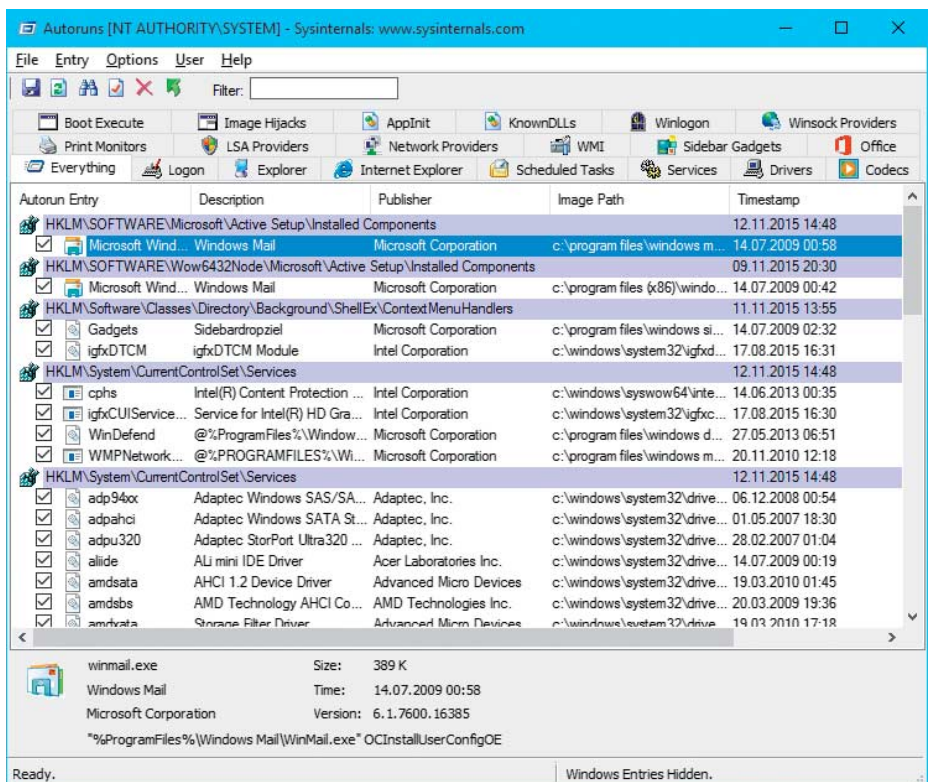 Autoruns [NT AUTHORITY\SYSTEM] - Sysinternals: www.sysinternals.com
File Entry Options User Help
Filter:
Boot Execute Image Hijacks AppInit KnownDLLs Winlogon Winsock Providers
Print Monitors LSA Providers Network Providers WMI Sidebar Gadgets Office
Everything Logon Explorer Internet Explorer Scheduled Tasks Services Drivers Codecs
Autorun Entry Description Publisher Image Path Timestamp
HKLM\SOFTWARE\Microsoft\Active Setup\Installed Components 12.11.2015 14:48
Microsoft Wind... Windows Mail Microsoft Corporation c:\program files\windows m... 14.07.2009 00:58
HKLM\SOFTWARE\Wow6432Node\Microsoft\Active Setup\Installed Components 09.11.2015 20:30
Microsoft Wind... Windows Mail Microsoft Corporation c:\program files (x86)\windo... 14.07.2009 00:42
HKLM\Software\Classes\Directory\Background\ShellEx\ContextMenuHandlers 11.11.2015 13:55
Gadgets Sidebardropziel Microsoft Corporation c:\program files\windows si... 14.07.2009 02:32
igfxDTCM igfxDTCM Module Intel Corporation c:\windows\system32\igfxd... 17.08.2015 16:31
HKLM\System\CurrentControlSet\Services 12.11.2015 14:48
cphs Intel(R) Content Protection ... Intel Corporation c:\windows\syswow64\inte... 14.06.2013 00:35
igfxCUIService... Service for Intel(R) HD Gra... Intel Corporation c:\windows\system32\igfxc... 17.08.2015 16:30
WinDefend @%ProgramFiles%\Window... Microsoft Corporation c:\program files\windows d... 27.05.2013 06:51
WMPNetwork... @%PROGRAMFILES%\Wi... Microsoft Corporation c:\program files\windows m... 20.11.2010 12:18
HKLM\System\CurrentControlSet\Services 12.11.2015 14:48
adp94xx Adaptec Windows SAS/SA... Adaptec, Inc. c:\windows\system32\drive... 06.12.2008 00:54
adpahci Adaptec Windows SATA St... Adaptec, Inc. c:\windows\system32\drive... 01.05.2007 18:30
adpu320 Adaptec StorPort Ultra320 ... Adaptec, Inc. c:\windows\system32\drive... 28.02.2007 01:04
aliide ALi mini IDE Driver Acer Laboratories Inc. c:\windows\system32\drive... 14.07.2009 00:19
amdsata AHCI 1.2 Device Driver Advanced Micro Devices c:\windows\system32\drive... 19.03.2010 01:45
amdsbs AMD Technology AHCI Co... AMD Technologies Inc. c:\windows\system32\drive... 20.03.2009 19:36
amdxata Storage Filter Driver Advanced Micro Devices c:\windows\system32\drive... 19.03.2010 17:18
winmail.exe Size: 389 K
Windows Mail Time: 14.07.2009 00:58
Microsoft Corporation Version: 6.1.7600.16385
"%ProgramFiles%\Windows Mail\WinMail.exe" OCInstallUserConfigOE
Ready. Windows Entries Hidden.